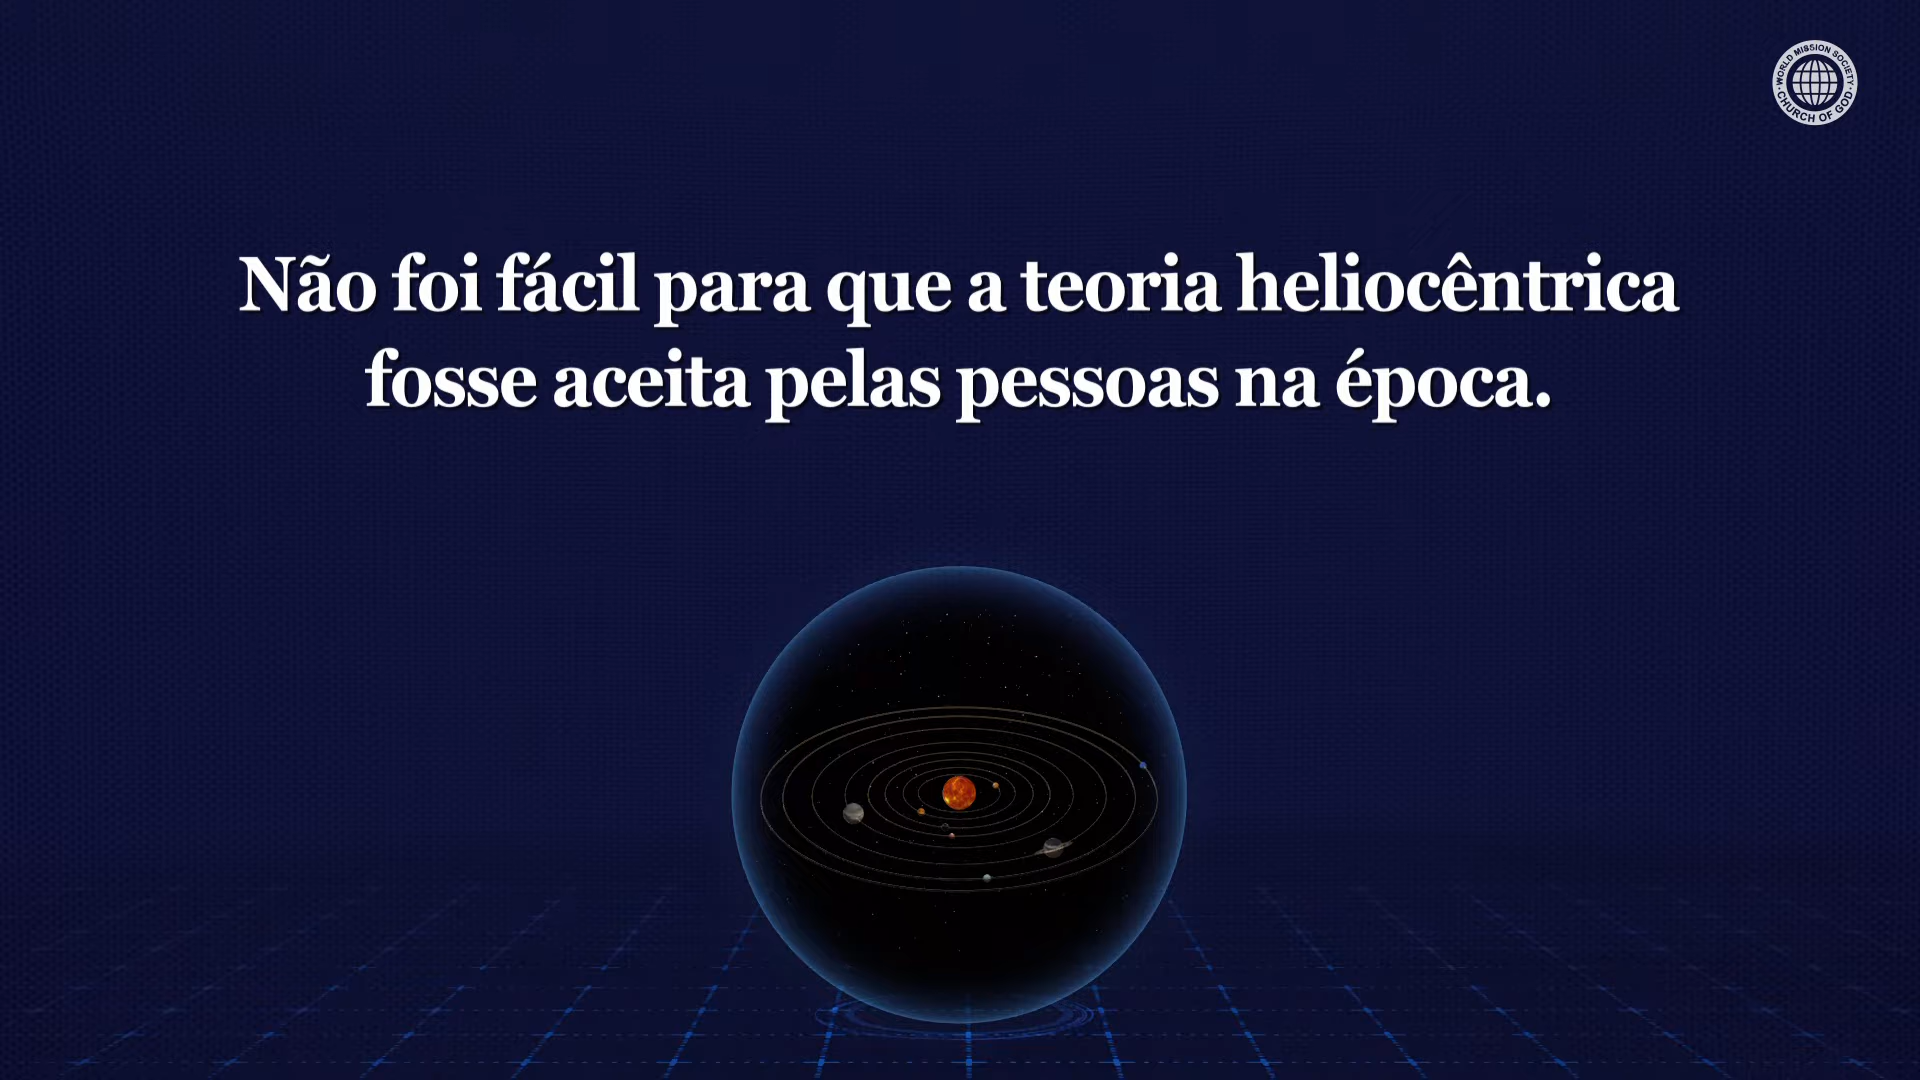 WORLD MISSION SOCIETY
CHURCH OF GOD
Não foi fácil para que a teoria heliocêntrica
fosse aceita pelas pessoas na época.